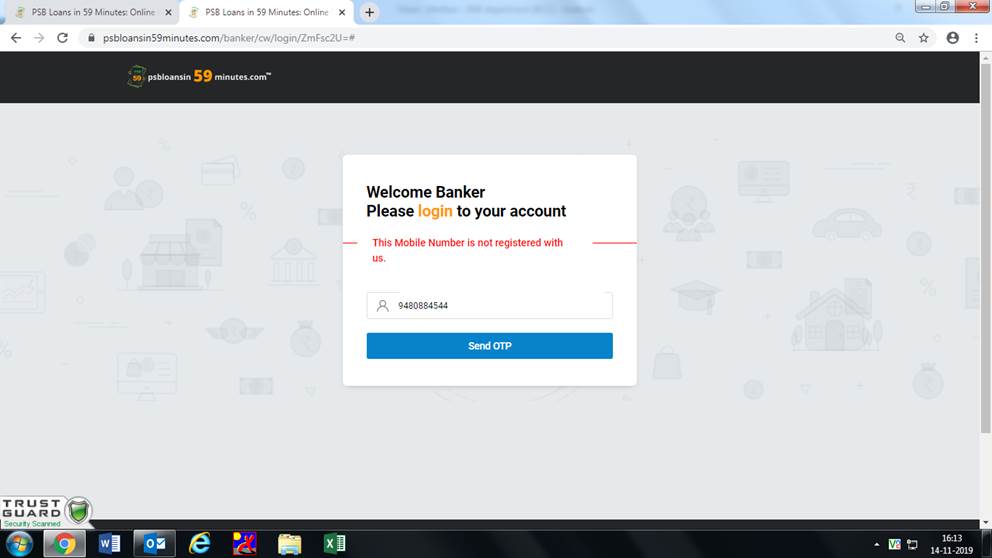 PSB Loans in 59 Minutes: Online
PSB Loans in 59 Minutes: Online
psbloansin59minutes.com/banker/cw/login/ZmFsc2U=#
psbloansin 59 minutes.com™
Welcome Banker
Please login to your account
This Mobile Number is not registered with
us.
9480884544
Send OTP
TRUST
GUARD
Security Scanned
16:13
14-11-2019